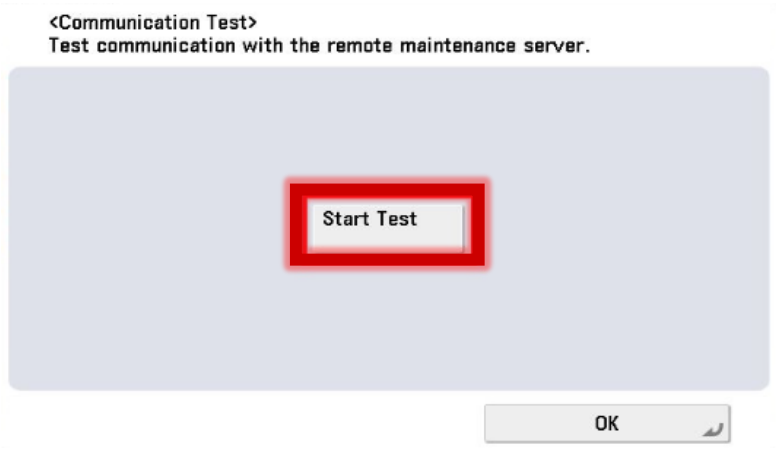 <Communication Test>
Test communication with the remote maintenance server.
Start Test
OK